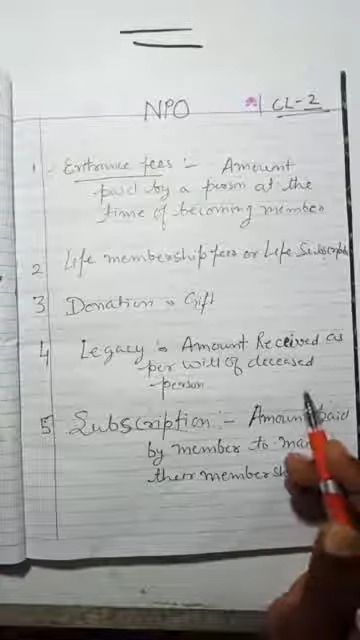 NPO
CL-2
1 Entrance fees :- Amount
paid by a person at the
time of becoming member
2 Life membership fees or Life Subscrip
3 Donation :- Gift
4 Legacy :- Amount Received as
per will of deceased
person
5 Subscription :- Amount paid
by member to
their membersh